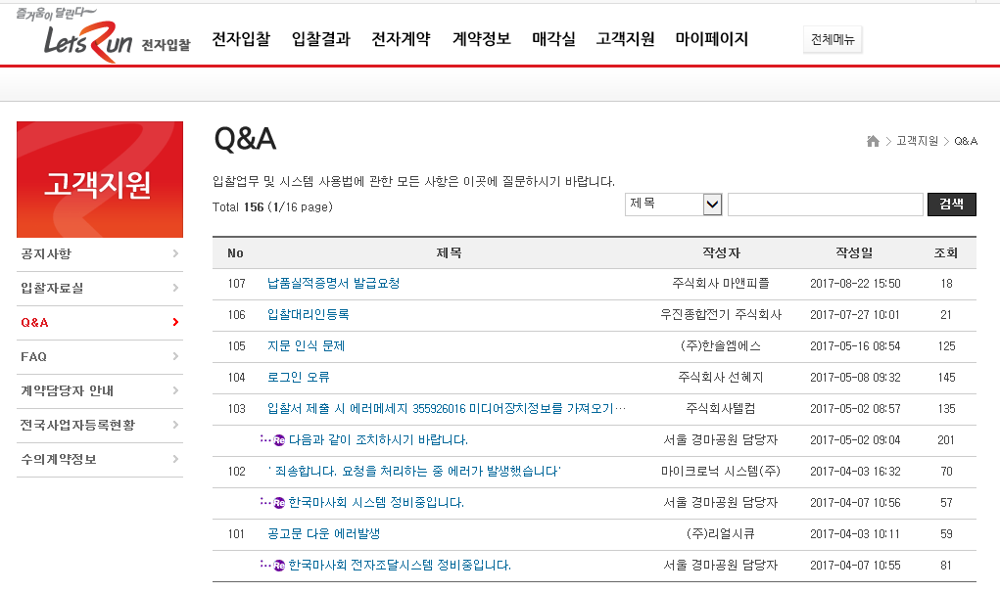 즐거움이 달린다~
Let'sRun 전자입찰
전자입찰 입찰결과 전자계약 계약정보 매각실 고객지원 마이페이지 전체메뉴
고객지원
공지사항
입찰자료실
Q&A
FAQ
계약담당자 안내
전국사업자등록현황
수의계약정보
Q&A
고객지원 > Q&A
입찰업무 및 시스템 사용법에 관한 모든 사항은 이곳에 질문하시기 바랍니다.
Total 156 (1/16 page) 제목 검색
No 제목 작성자 작성일 조회
107 납품실적증명서 발급요청 주식회사 마앤피플 2017-08-22 15:50 18
106 입찰대리인등록 우진종합전기 주식회사 2017-07-27 10:01 21
105 지문 인식 문제 (주)한솔엠에스 2017-05-16 08:54 125
104 로그인 오류 주식회사 선혜지 2017-05-08 09:32 145
103 입찰서 제출 시 에러메세지 355926016 미디어장치정보를 가져오기… 주식회사텔컴 2017-05-02 08:57 135
Re 다음과 같이 조치하시기 바랍니다. 서울 경마공원 담당자 2017-05-02 09:04 201
102 ' 죄송합니다. 요청을 처리하는 중 에러가 발생했습니다' 마이크로닉 시스템(주) 2017-04-03 16:32 70
Re 한국마사회 시스템 정비중입니다. 서울 경마공원 담당자 2017-04-07 10:56 57
101 공고문 다운 에러발생 (주)리얼시큐 2017-04-03 10:11 59
Re 한국마사회 전자조달시스템 정비중입니다. 서울 경마공원 담당자 2017-04-07 10:55 81